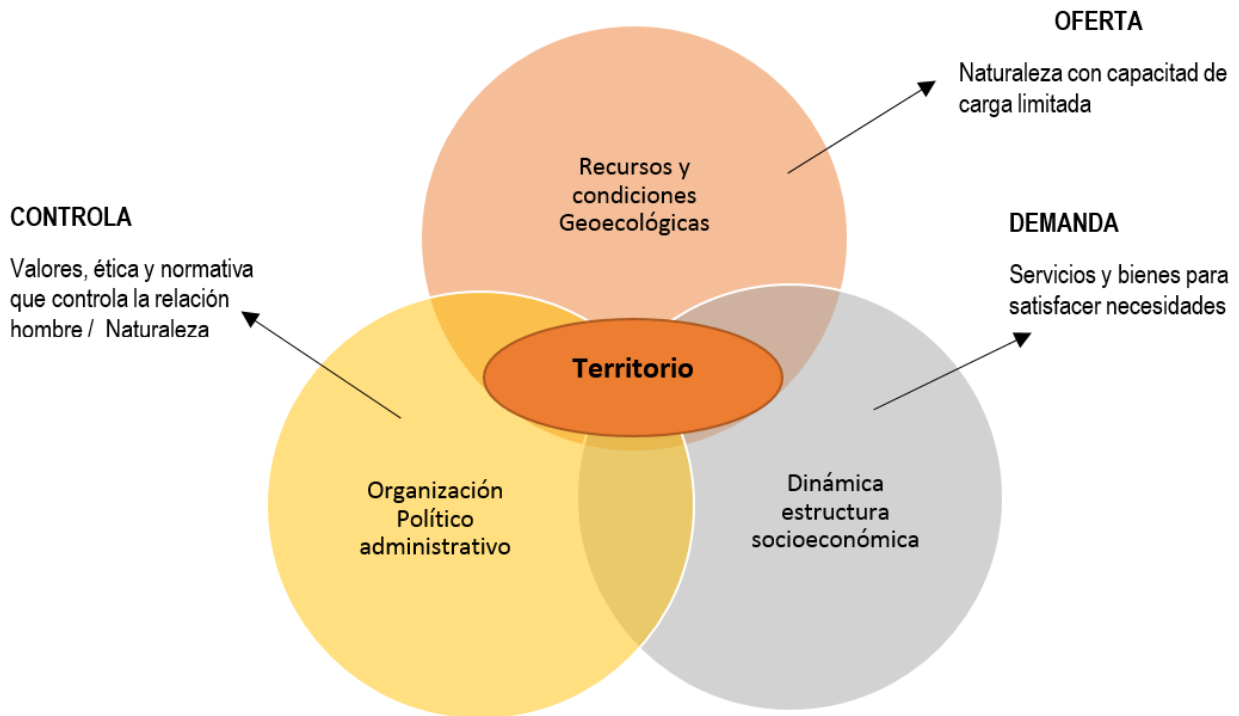 OFERTA
Naturaleza con capacitad de
carga limitada
Recursos y
condiciones
Geoecológicas
CONTROLA
Valores, ética y normativa
que controla la relación
hombre / Naturaleza
DEMANDA
Servicios y bienes para
satisfacer necesidades
Territorio
Organización
Político
administrativo
Dinámica
estructura
socioeconómica